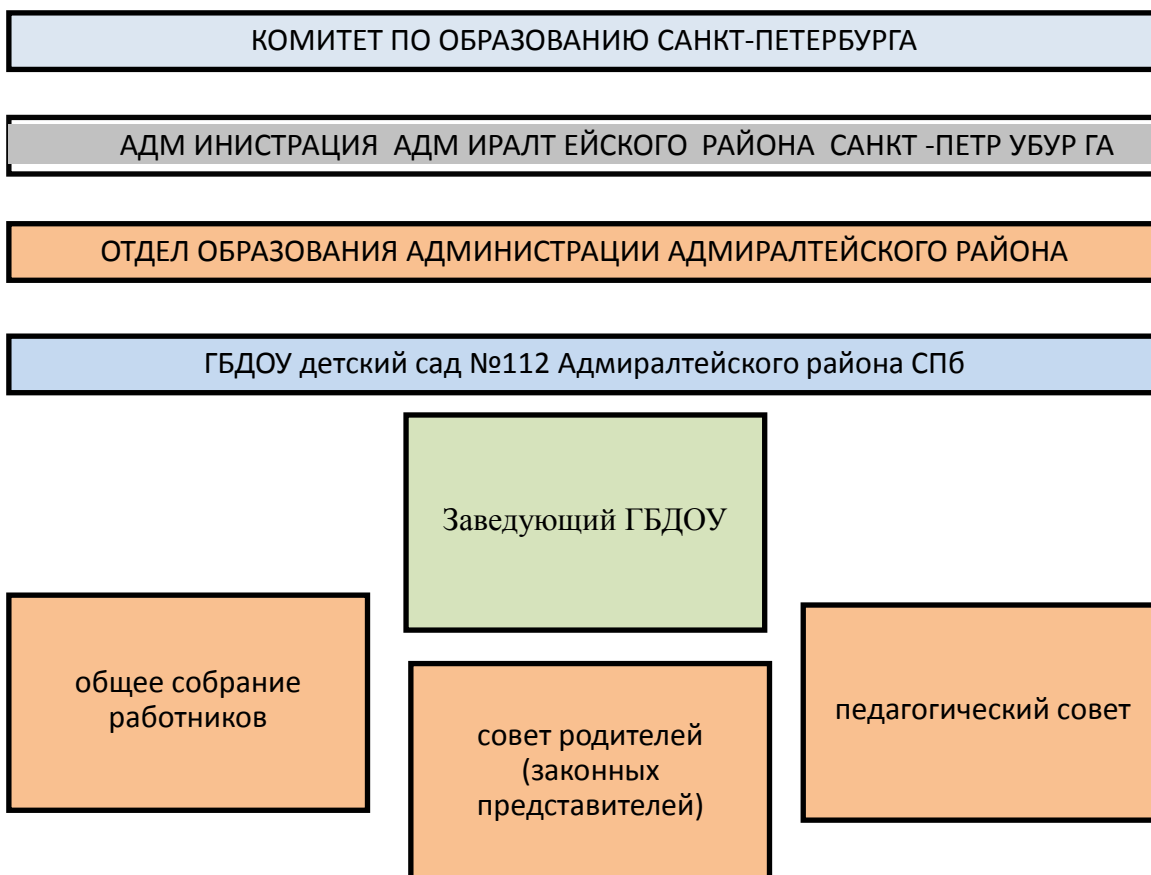 КОМИТЕТ ПО ОБРАЗОВАНИЮ САНКТ-ПЕТЕРБУРГА
АДМ ИНИСТРАЦИЯ АДМ ИРАЛТ ЕЙСКОГО РАЙОНА САНКТ -ПЕТР УБУР ГА
ОТДЕЛ ОБРАЗОВАНИЯ АДМИНИСТРАЦИИ АДМИРАЛТЕЙСКОГО РАЙОНА
ГБДОУ детский сад №112 Адмиралтейского района СПб
Заведующий ГБДОУ
общее собрание
работников
совет родителей
(законных
представителей)
педагогический совет